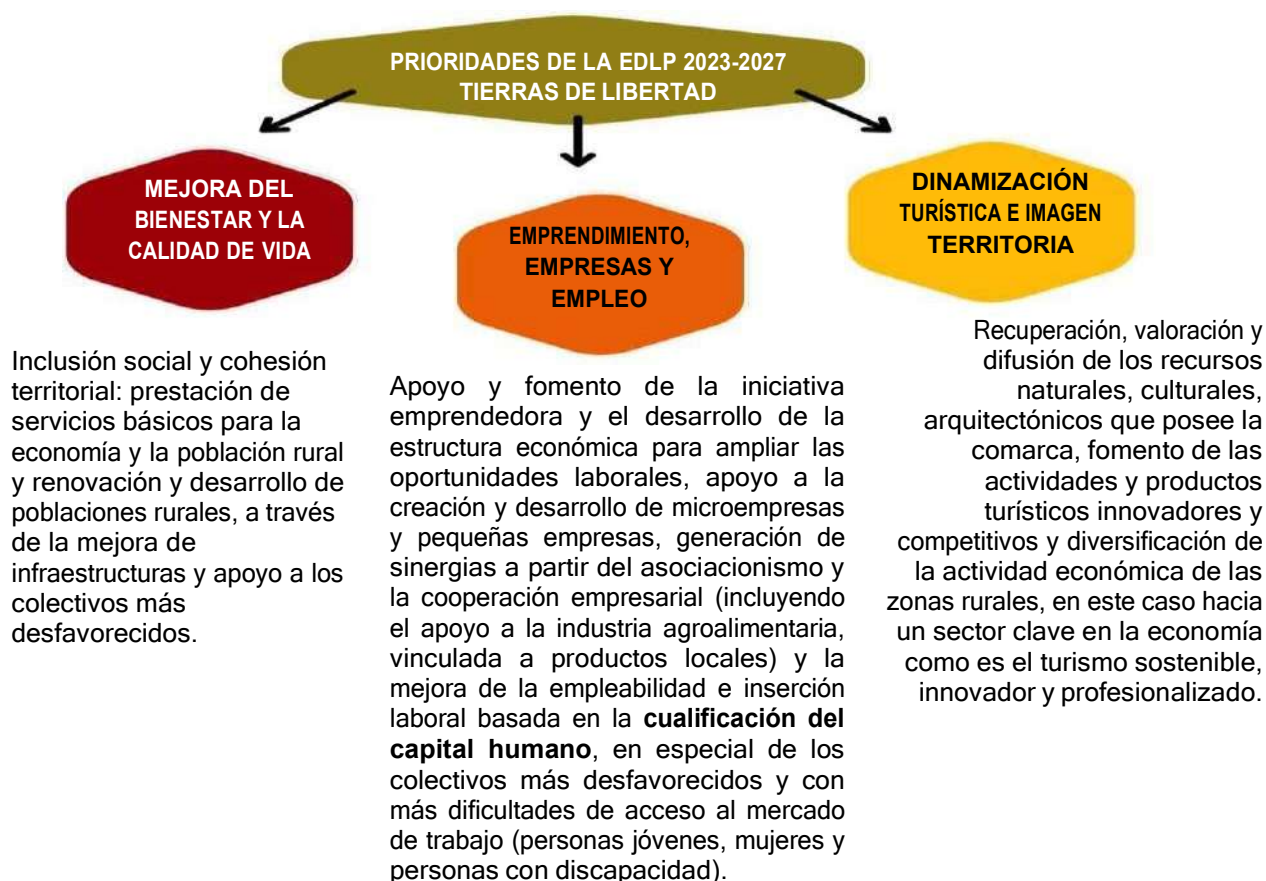 PRIORIDADES DE LA EDLP 2023-2027
TIERRAS DE LIBERTAD
MEJORA DEL
BIENESTAR Y LA
CALIDAD DE VIDA
Inclusión social y cohesión
territorial: prestación de
servicios básicos para la
economía y la población rural
y renovación y desarrollo de
poblaciones rurales, a través
de la mejora de
infraestructuras y apoyo a los
colectivos más
desfavorecidos.
EMPRENDIMIENTO,
EMPRESAS Y
EMPLEO
Apoyo y fomento de la iniciativa
emprendedora y el desarrollo de la
estructura económica para ampliar las
oportunidades laborales, apoyo a la
creación y desarrollo de microempresas
y pequeñas empresas, generación de
sinergias a partir del asociacionismo y
la cooperación empresarial (incluyendo
el apoyo a la industria agroalimentaria,
vinculada a productos locales) y la
mejora de la empleabilidad e inserción
laboral basada en la cualificación del
capital humano, en especial de los
colectivos más desfavorecidos y con
más dificultades de acceso al mercado
de trabajo (personas jóvenes, mujeres y
personas con discapacidad).
DINAMIZACIÓN
TURÍSTICA E IMAGEN
TERRITORIA
Recuperación, valoración y
difusión de los recursos
naturales, culturales,
arquitectónicos que posee la
comarca, fomento de las
actividades y productos
turísticos innovadores y
competitivos y diversificación de
la actividad económica de las
zonas rurales, en este caso hacia
un sector clave en la economía
como es el turismo sostenible,
innovador y profesionalizado.